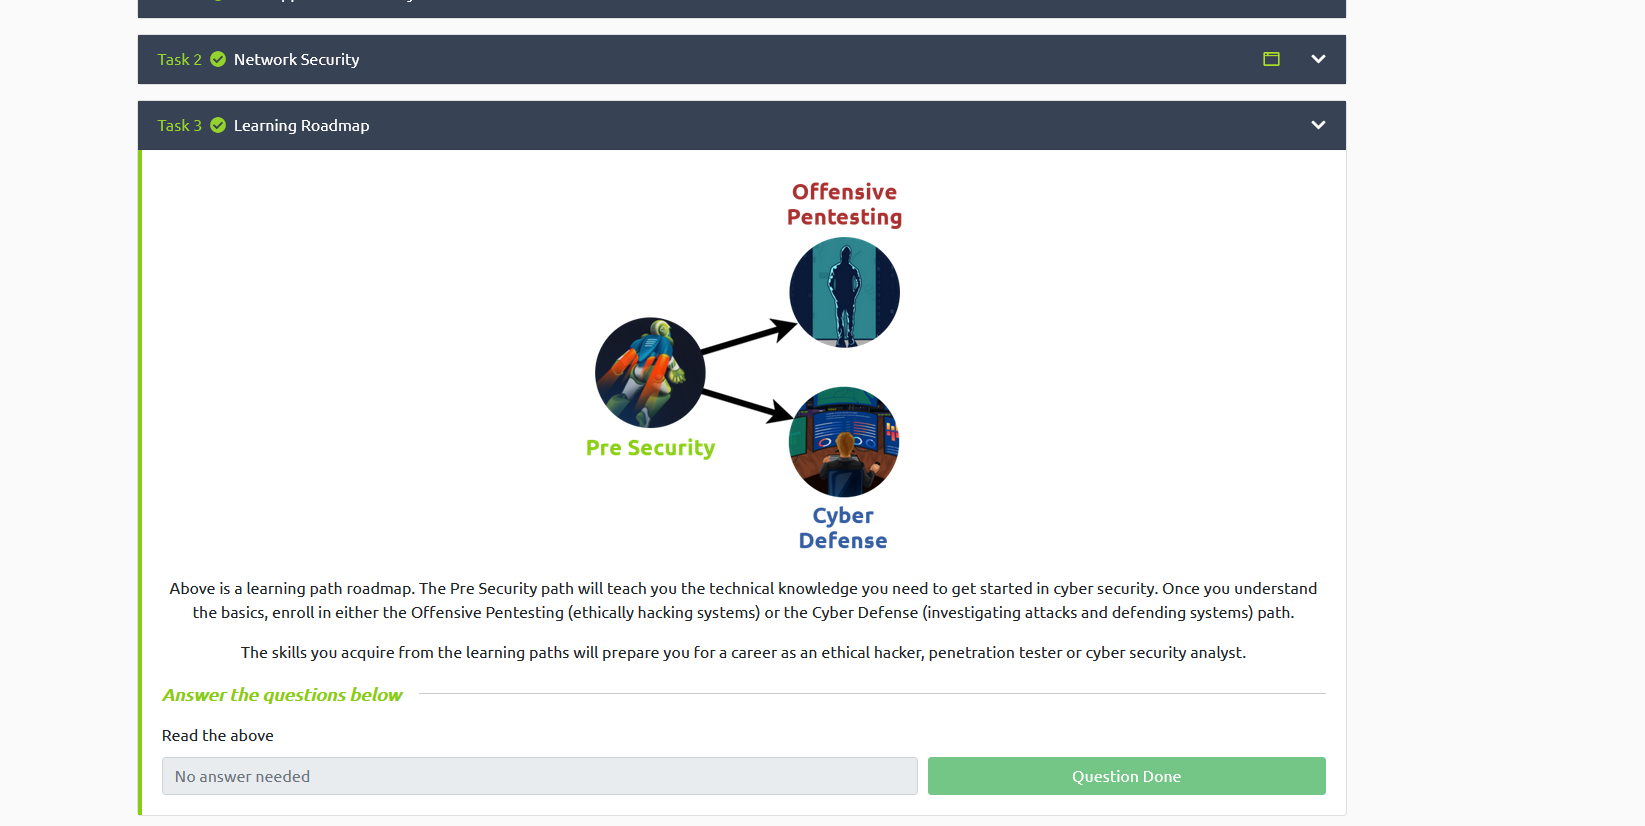 Task 2 Network Security
Task 3 Learning Roadmap
Offensive
Pentesting
Pre Security
Cyber
Defense
Above is a learning path roadmap. The Pre Security path will teach you the technical knowledge you need to get started in cyber security. Once you understand
the basics, enroll in either the Offensive Pentesting (ethically hacking systems) or the Cyber Defense (investigating attacks and defending systems) path.
The skills you acquire from the learning paths will prepare you for a career as an ethical hacker, penetration tester or cyber security analyst.
Answer the questions below
Read the above
No answer needed
Question Done